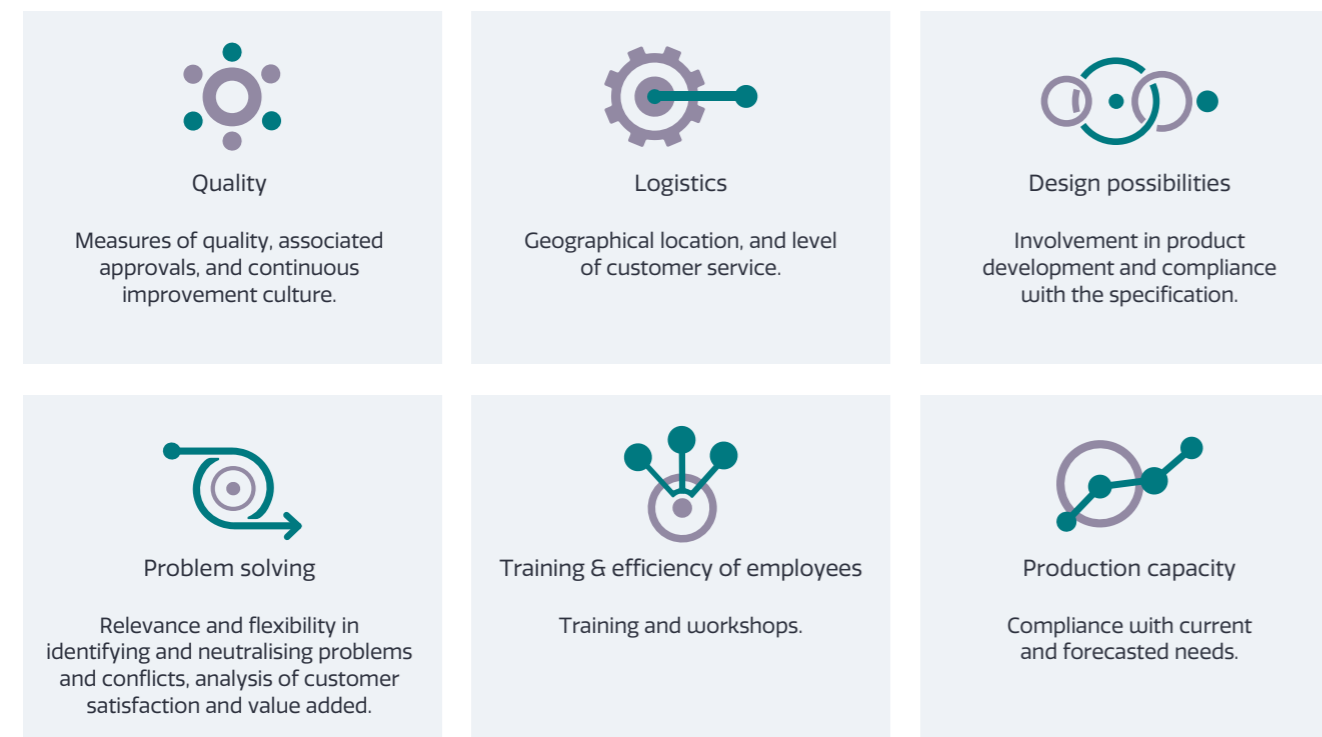 Quality
Measures of quality, associated
approvals, and continuous
improvement culture.
Logistics
Geographical location, and level
of customer service.
Design possibilities
Involvement in product
development and compliance
with the specification.
Problem solving
Relevance and flexibility in
identifying and neutralising problems
and conflicts, analysis of customer
satisfaction and value added.
Training & efficiency of employees
Training and workshops.
Production capacity
Compliance with current
and forecasted needs.